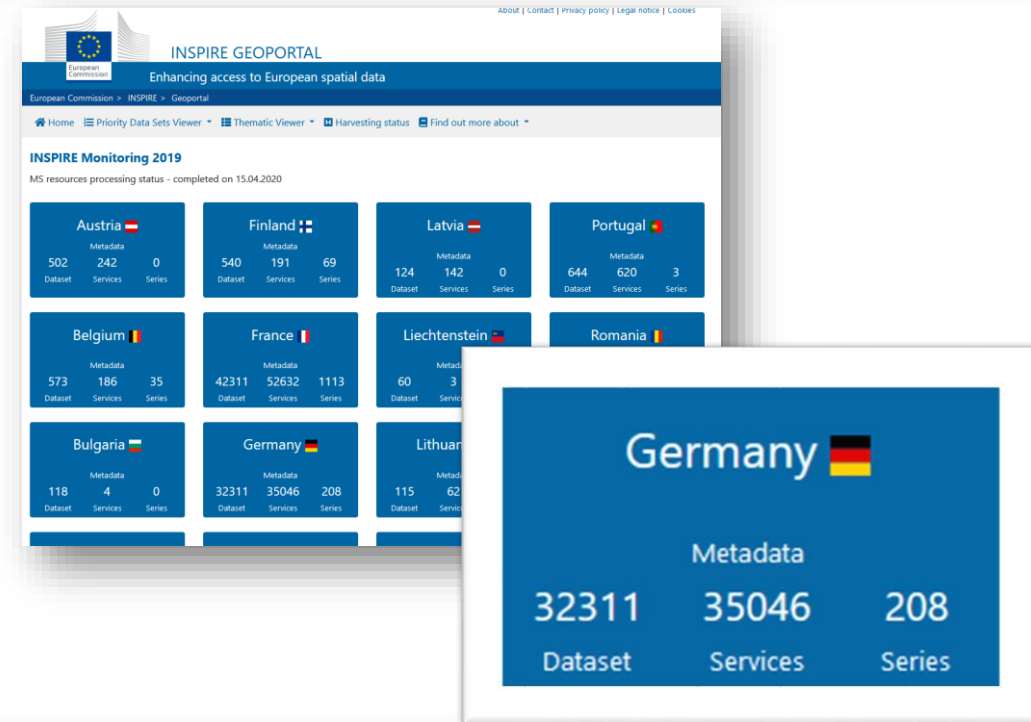 About | Contact | Privacy policy | Legal notice | Cookies
European
Commission
INSPIRE GEOPORTAL
Enhancing access to European spatial data
European Commission > INSPIRE > Geoportal
Home Priority Data Sets Viewer Thematic Viewer Harvesting status Find out more about
INSPIRE Monitoring 2019
MS resources processing status - completed on 15.04.2020
Austria
Metadata
502 242 0
Dataset Services Series
Finland
Metadata
540 191 69
Dataset Services Series
Latvia
Metadata
124 142 0
Dataset Services Series
Portugal
Metadata
644 620 3
Dataset Services Series
Belgium
Metadata
573 186 35
Dataset Services Series
France
Metadata
42311 52632 1113
Dataset Services Series
Liechtenstein
60 3
Dataset
Romania
Bulgaria
Metadata
118 4 0
Dataset Services Series
Germany
Metadata
32311 35046 208
Dataset Services Series
115 62
Dataset
Germany
Metadata
32311 35046 208
Dataset Services Series